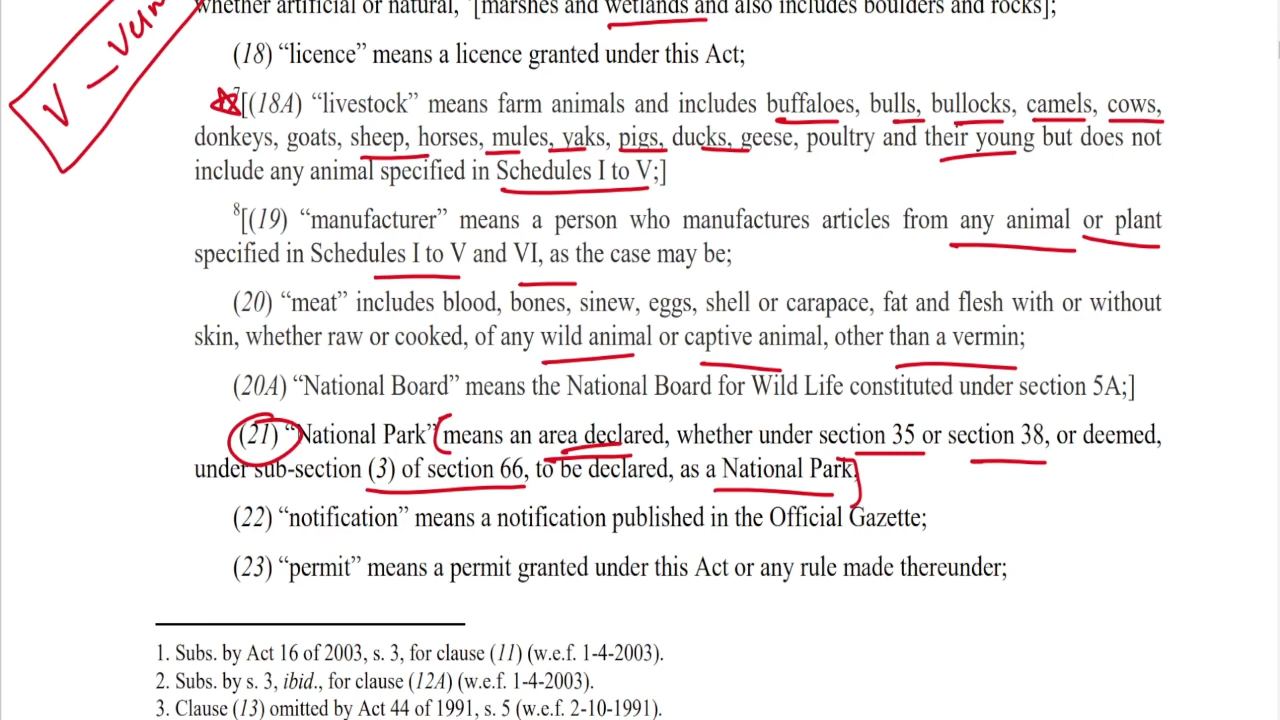 whether artificial or natural, [marshes and wetlands and also includes boulders and rocks];
V – Verm
(18) “licence” means a licence granted under this Act;
7[(18A) “livestock” means farm animals and includes buffaloes, bulls, bullocks, camels, cows,
donkeys, goats, sheep, horses, mules, yaks, pigs, ducks, geese, poultry and their young but does not
include any animal specified in Schedules I to V;]
8[(19) “manufacturer” means a person who manufactures articles from any animal or plant
specified in Schedules I to V and VI, as the case may be;
(20) “meat” includes blood, bones, sinew, eggs, shell or carapace, fat and flesh with or without
skin, whether raw or cooked, of any wild animal or captive animal, other than a vermin;
(20A) “National Board” means the National Board for Wild Life constituted under section 5A;]
(21) “National Park” means an area declared, whether under section 35 or section 38, or deemed,
under sub-section (3) of section 66, to be declared, as a National Park;
(22) “notification” means a notification published in the Official Gazette;
(23) “permit” means a permit granted under this Act or any rule made thereunder;
1. Subs. by Act 16 of 2003, s. 3, for clause (11) (w.e.f. 1-4-2003).
2. Subs. by s. 3, ibid., for clause (12A) (w.e.f. 1-4-2003).
3. Clause (13) omitted by Act 44 of 1991, s. 5 (w.e.f. 2-10-1991).